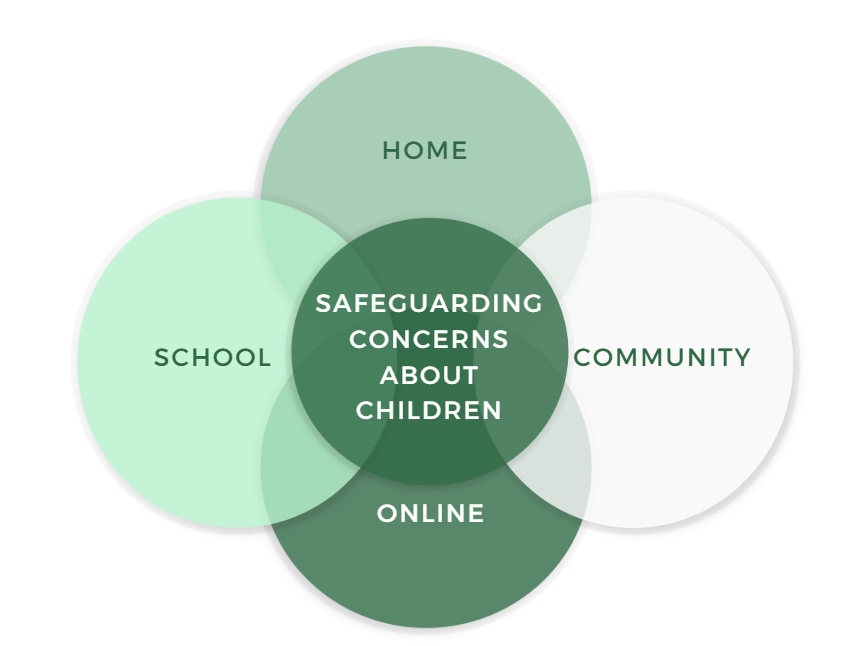 HOME
SAFEGUARDING
CONCERNS
ABOUT
CHILDREN
SCHOOL
COMMUNITY
ONLINE